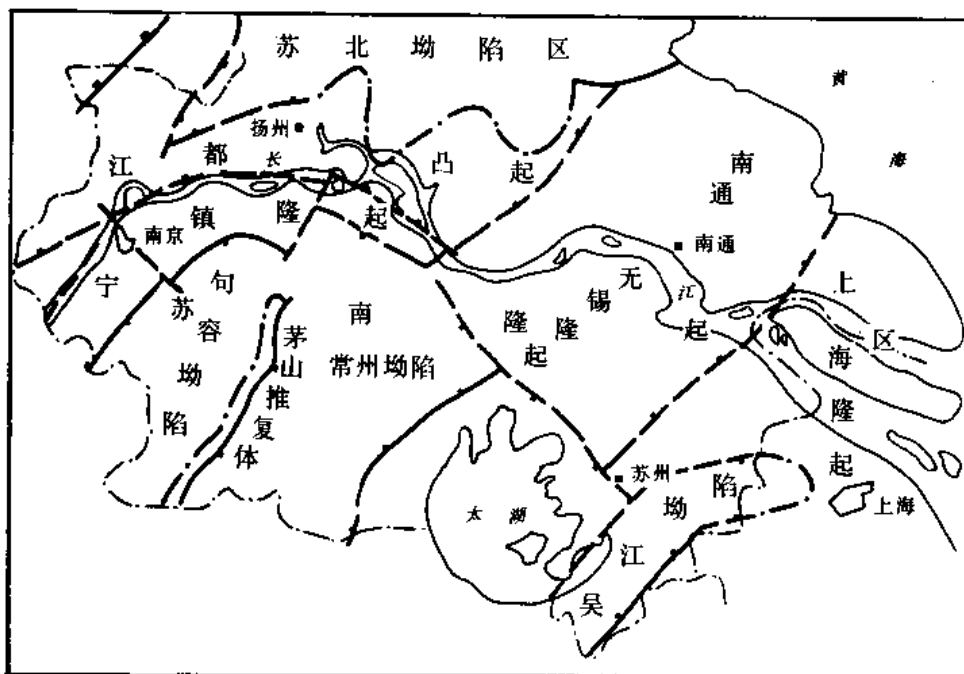 苏北坳陷区
黄海
扬州
江都凸起
长江
南通
宁镇隆起
南京
南通
上海隆起
苏南隆起区
句容坳陷
无锡隆起
茅山推复体
常州坳陷
苏州
太湖
吴江坳陷
上海